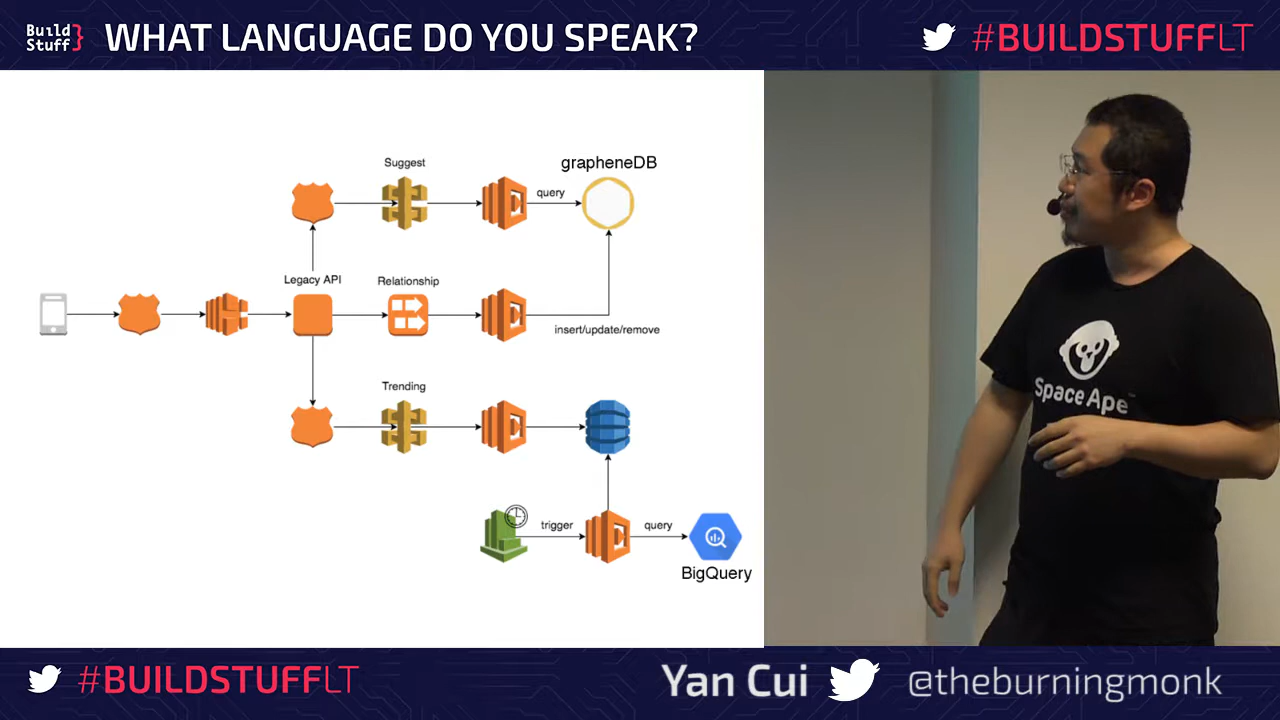 Build
Stuff
WHAT LANGUAGE DO YOU SPEAK?
#BUILDSTUFFLT
Suggest
grapheneDB
query
Legacy API
Relationship
insert/update/remove
Trending
trigger
query
BigQuery
Space Ape
#BUILDSTUFFLT
Yan Cui
@theburningmonk